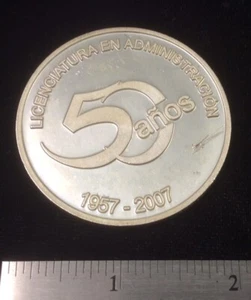 LICENCIATURA EN ADMINISTRACIÓN
50
años
1957 - 2007
1 2